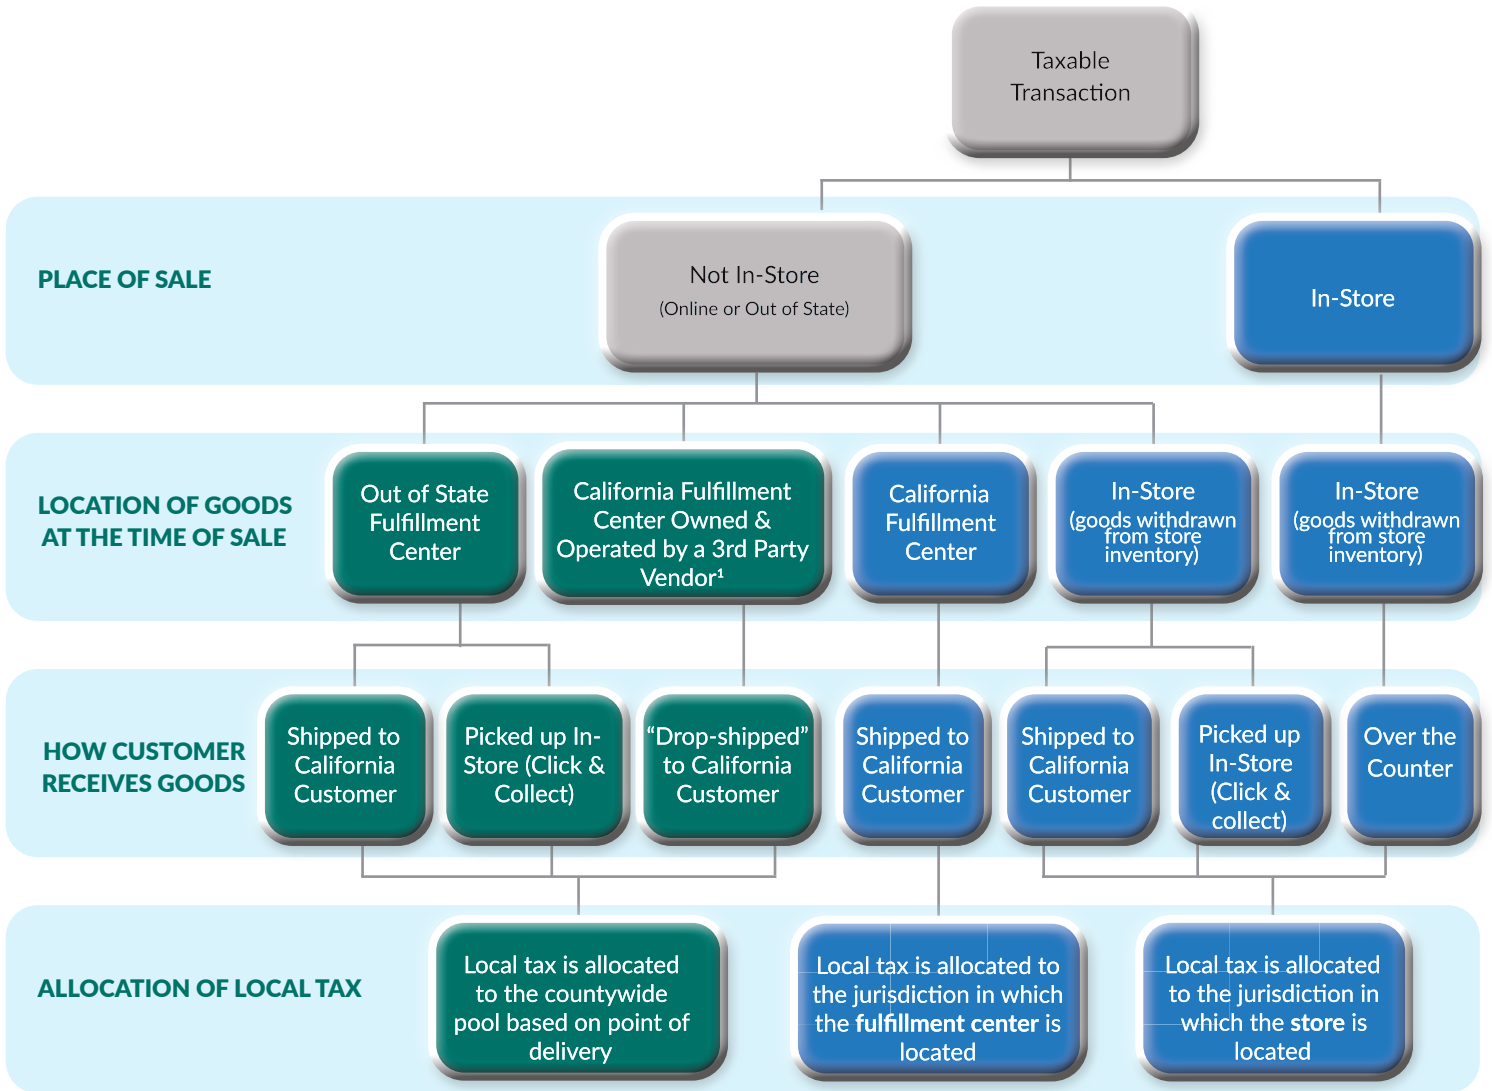 Taxable
Transaction
PLACE OF SALE
Not In-Store
(Online or Out of State)
In-Store
LOCATION OF GOODS
AT THE TIME OF SALE
Out of State
Fulfillment
Center
California Fulfillment
Center Owned &
Operated by a 3rd Party
Vendor¹
California
Fulfillment
Center
In-Store
(goods withdrawn
from store
inventory)
In-Store
(goods withdrawn
from store
inventory)
HOW CUSTOMER
RECEIVES GOODS
Shipped to
California
Customer
Picked up In-
Store (Click &
Collect)
“Drop-shipped”
to California
Customer
Shipped to
California
Customer
Shipped to
California
Customer
Picked up
In-Store
(Click &
collect)
Over the
Counter
ALLOCATION OF LOCAL TAX
Local tax is allocated
to the countywide
pool based on point of
delivery
Local tax is allocated to
the jurisdiction in which
the fulfillment center is
located
Local tax is allocated
to the jurisdiction in
which the store is
located